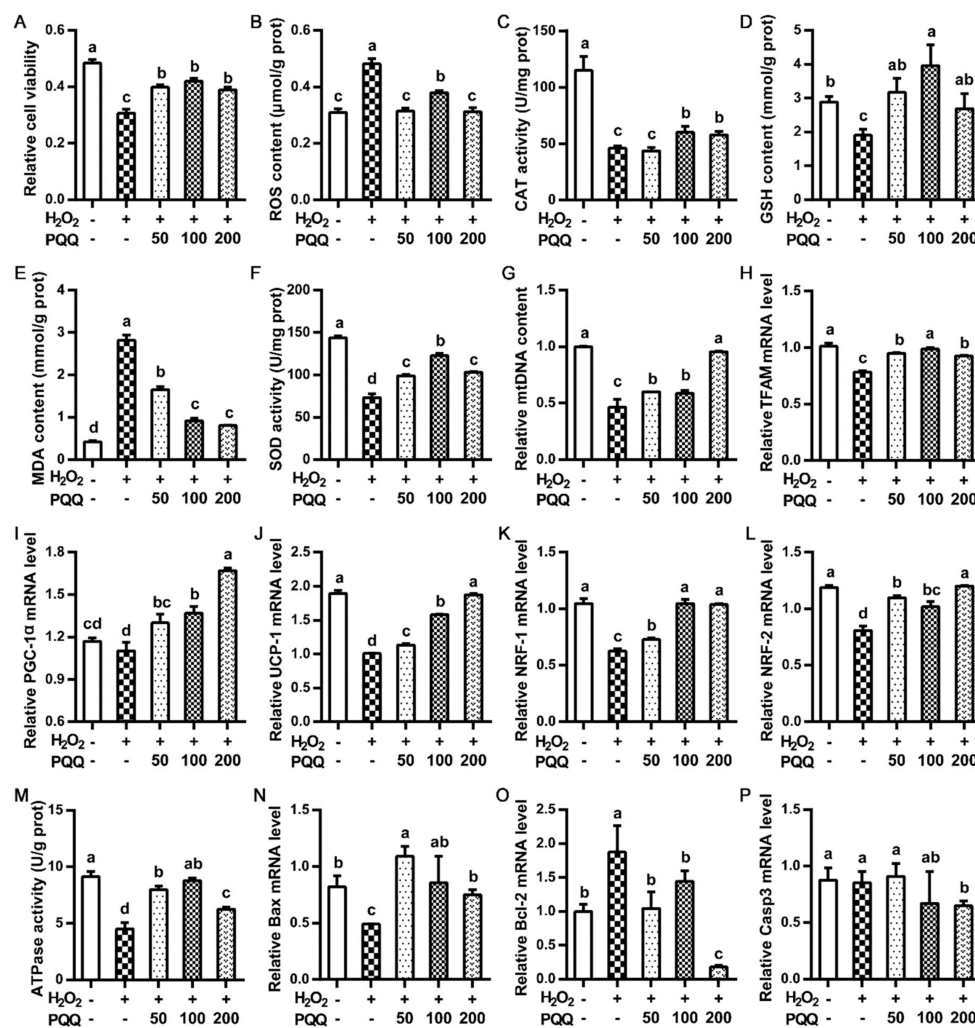 A
Relative cell viability
0.6
0.4
0.2
0.0
a
c
b
b
b
H₂O₂ - + + + +
PQQ - - 50 100 200
B
ROS content (μmol/g prot)
0.6
0.4
0.2
0.0
c
a
c
b
c
H₂O₂ - + + + +
PQQ - - 50 100 200
C
CAT activity (U/mg prot)
150
100
50
0
a
c
c
b
b
H₂O₂ - + + + +
PQQ - - 50 100 200
D
GSH content (mmol/g prot)
5
4
3
2
1
0
b
c
ab
a
b
H₂O₂ - + + + +
PQQ - - 50 100 200
E
MDA content (mmol/g prot)
4
3
2
1
0
d
a
b
c
c
H₂O₂ - + + + +
PQQ - - 50 100 200
F
SOD activity (U/mg prot)
200
150
100
50
0
a
d
c
b
c
H₂O₂ - + + + +
PQQ - - 50 100 200
G
Relative mtDNA content
1.5
1.0
0.5
0.0
a
c
b
b
a
H₂O₂ - + + + +
PQQ - - 50 100 200
H
Relative TFAM mRNA level
1.5
1.0
0.5
0.0
a
c
b
a
b
H₂O₂ - + + + +
PQQ - - 50 100 200
I
Relative PGC-1α mRNA level
1.8
1.5
1.2
0.9
0.6
cd
d
bc
b
a
H₂O₂ - + + + +
PQQ - - 50 100 200
J
Relative UCP-1 mRNA level
2.5
2.0
1.5
1.0
0.5
0.0
a
d
c
b
a
H₂O₂ - + + + +
PQQ - - 50 100 200
K
Relative NRF-1 mRNA level
1.5
1.0
0.5
0.0
a
c
b
a
a
H₂O₂ - + + + +
PQQ - - 50 100 200
L
Relative NRF-2 mRNA level
1.5
1.0
0.5
0.0
a
d
b
bc
a
H₂O₂ - + + + +
PQQ - - 50 100 200
M
ATPase activity (U/g prot)
15
10
5
0
a
d
b
ab
c
H₂O₂ - + + + +
PQQ - - 50 100 200
N
Relative Bax mRNA level
1.5
1.0
0.5
0.0
b
c
a
ab
b
H₂O₂ - + + + +
PQQ - - 50 100 200
O
Relative Bcl-2 mRNA level
2.5
2.0
1.5
1.0
0.5
0.0
b
a
b
b
c
H₂O₂ - + + + +
PQQ - - 50 100 200
P
Relative Casp3 mRNA level
1.5
1.0
0.5
0.0
a
a
a
ab
b
H₂O₂ - + + + +
PQQ - - 50 100 200